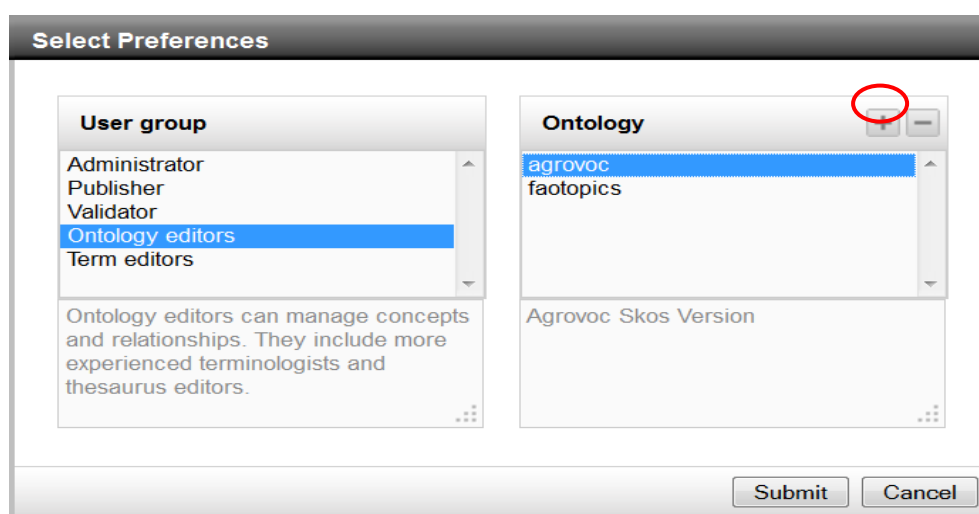 Select Preferences
User group
Administrator
Publisher
Validator
Ontology editors
Term editors
Ontology editors can manage concepts
and relationships. They include more
experienced terminologists and
thesaurus editors.
Ontology + −
agrovoc
faotopics
Agrovoc Skos Version
Submit Cancel